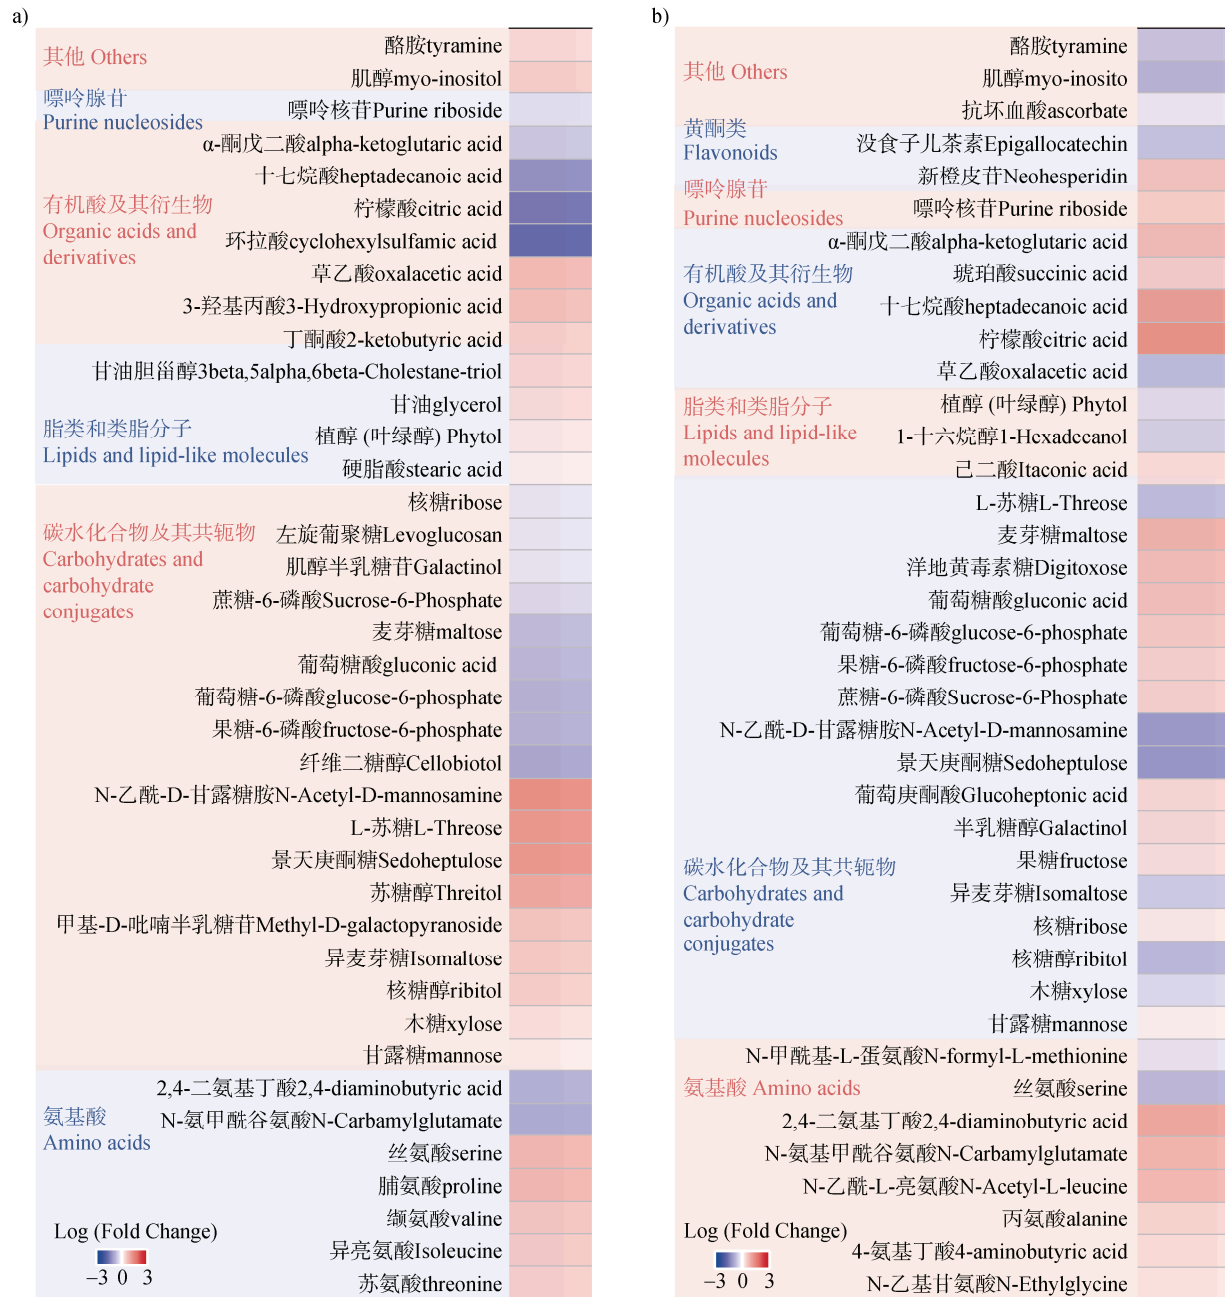 a)
其他 Others
酪胺tyramine
肌醇myo-inositol
嘌呤腺苷
Purine nucleosides
嘌呤核苷Purine riboside
有机酸及其衍生物
Organic acids and
derivatives
α-酮戊二酸alpha-ketoglutaric acid
十七烷酸heptadecanoic acid
柠檬酸citric acid
环拉酸cyclohexylsulfamic acid
草乙酸oxalacetic acid
3-羟基丙酸3-Hydroxypropionic acid
丁酮酸2-ketobutyric acid
脂类和类脂分子
Lipids and lipid-like molecules
甘油胆甾醇3beta,5alpha,6beta-Cholestane-triol
甘油glycerol
植醇 (叶绿醇) Phytol
硬脂酸stearic acid
碳水化合物及其共轭物
Carbohydrates and
carbohydrate
conjugates
核糖ribose
左旋葡聚糖Levoglucosan
肌醇半乳糖苷Galactinol
蔗糖-6-磷酸Sucrose-6-Phosphate
麦芽糖maltose
葡萄糖酸gluconic acid
葡萄糖-6-磷酸glucose-6-phosphate
果糖-6-磷酸fructose-6-phosphate
纤维二糖醇Cellobiotol
N-乙酰-D-甘露糖胺N-Acetyl-D-mannosamine
L-苏糖L-Threose
景天庚酮糖Sedoheptulose
苏糖醇Threitol
甲基-D-吡喃半乳糖苷Methyl-D-galactopyranoside
异麦芽糖Isomaltose
核糖醇ribitol
木糖xylose
甘露糖mannose
氨基酸
Amino acids
2,4-二氨基丁酸2,4-diaminobutyric acid
N-氨甲酰谷氨酸N-Carbamylglutamate
丝氨酸serine
脯氨酸proline
缬氨酸valine
异亮氨酸Isoleucine
苏氨酸threonine
Log (Fold Change)
−3 0 3
b)
其他 Others
酪胺tyramine
肌醇myo-inosito
抗坏血酸ascorbate
黄酮类
Flavonoids
没食子儿茶素Epigallocatechin
新橙皮苷Neohesperidin
嘌呤腺苷
Purine nucleosides
嘌呤核苷Purine riboside
有机酸及其衍生物
Organic acids and
derivatives
α-酮戊二酸alpha-ketoglutaric acid
琥珀酸succinic acid
十七烷酸heptadecanoic acid
柠檬酸citric acid
草乙酸oxalacetic acid
脂类和类脂分子
Lipids and lipid-like
molecules
植醇 (叶绿醇) Phytol
1-十六烷醇1-Hexadecanol
己二酸Itaconic acid
碳水化合物及其共轭物
Carbohydrates and
carbohydrate
conjugates
L-苏糖L-Threose
麦芽糖maltose
洋地黄毒素糖Digitoxose
葡萄糖酸gluconic acid
葡萄糖-6-磷酸glucose-6-phosphate
果糖-6-磷酸fructose-6-phosphate
蔗糖-6-磷酸Sucrose-6-Phosphate
N-乙酰-D-甘露糖胺N-Acetyl-D-mannosamine
景天庚酮糖Sedoheptulose
葡萄庚酮酸Glucoheptonic acid
半乳糖醇Galactinol
果糖fructose
异麦芽糖Isomaltose
核糖ribose
核糖醇ribitol
木糖xylose
甘露糖mannose
氨基酸 Amino acids
N-甲酰基-L-蛋氨酸N-formyl-L-methionine
丝氨酸serine
2,4-二氨基丁酸2,4-diaminobutyric acid
N-氨基甲酰谷氨酸N-Carbamylglutamate
N-乙酰-L-亮氨酸N-Acetyl-L-leucine
丙氨酸alanine
4-氨基丁酸4-aminobutyric acid
N-乙基甘氨酸N-Ethylglycine
Log (Fold Change)
−3 0 3